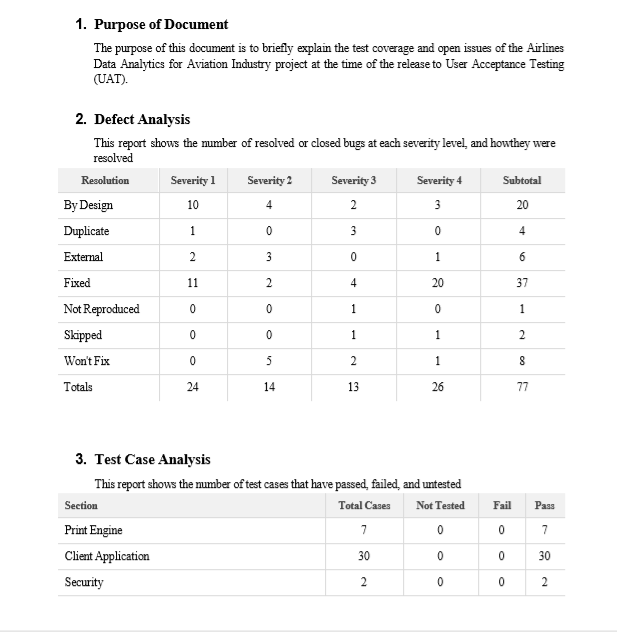 1. Purpose of Document
The purpose of this document is to briefly explain the test coverage and open issues of the Airlines
Data Analytics for Aviation Industry project at the time of the release to User Acceptance Testing
(UAT).
2. Defect Analysis
This report shows the number of resolved or closed bugs at each severity level, and howthey were
resolved
Resolution Severity 1 Severity 2 Severity 3 Severity 4 Subtotal
By Design 10 4 2 3 20
Duplicate 1 0 3 0 4
External 2 3 0 1 6
Fixed 11 2 4 20 37
Not Reproduced 0 0 1 0 1
Skipped 0 0 1 1 2
Won't Fix 0 5 2 1 8
Totals 24 14 13 26 77
3. Test Case Analysis
This report shows the number of test cases that have passed, failed, and untested
Section Total Cases Not Tested Fail Pass
Print Engine 7 0 0 7
Client Application 30 0 0 30
Security 2 0 0 2